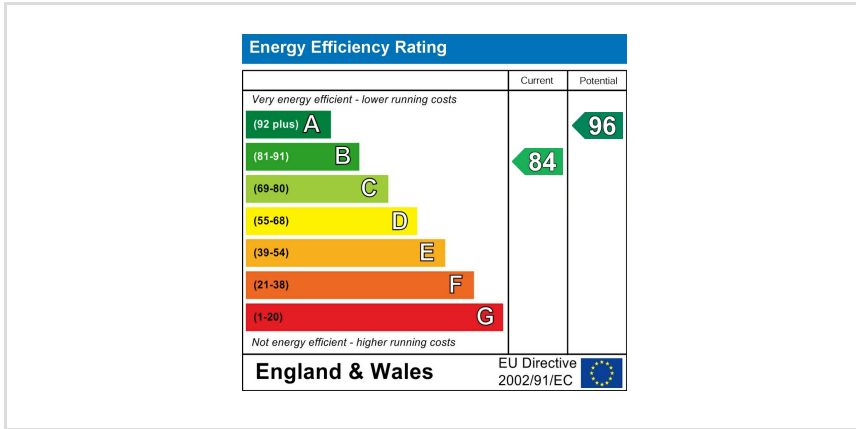 Energy Efficiency Rating
Current Potential
Very energy efficient - lower running costs
(92 plus) A
96
(81-91) B
84
(69-80) C
(55-68) D
(39-54) E
(21-38) F
(1-20) G
Not energy efficient - higher running costs
England & Wales
EU Directive
2002/91/EC